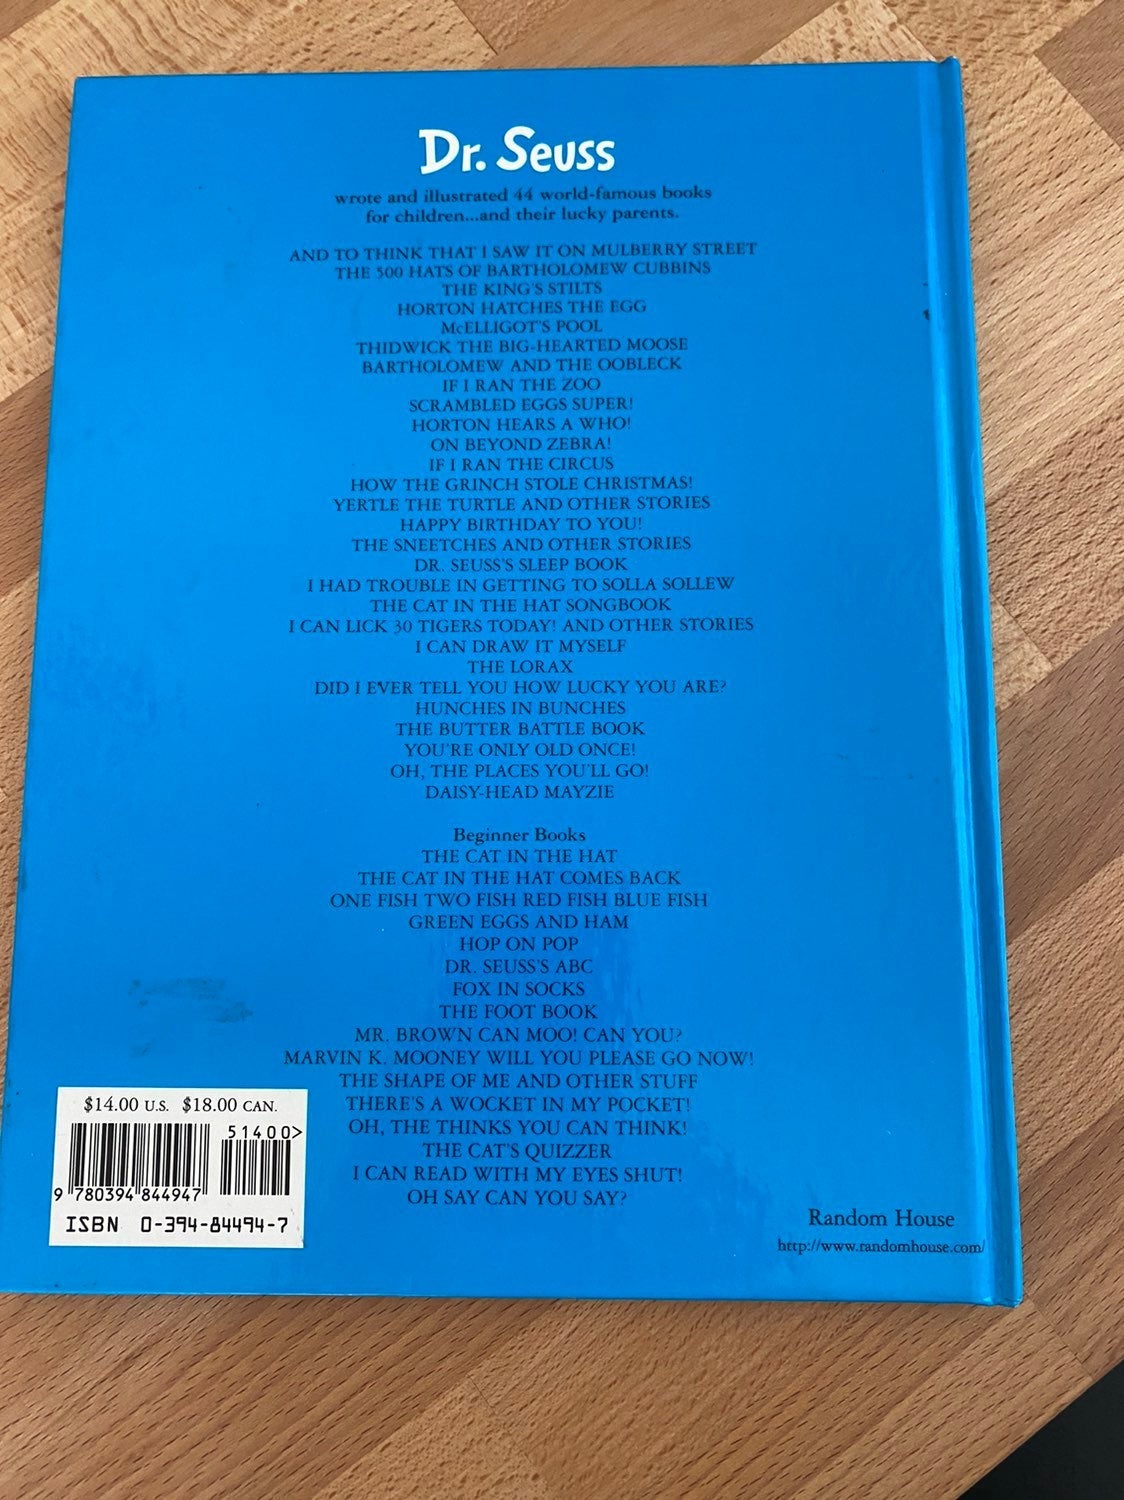 Dr. Seuss
wrote and illustrated 44 world-famous books
for children...and their lucky parents.
AND TO THINK THAT I SAW IT ON MULBERRY STREET
THE 500 HATS OF BARTHOLOMEW CUBBINS
THE KING'S STILTS
HORTON HATCHES THE EGG
McELLIGOT'S POOL
THIDWICK THE BIG-HEARTED MOOSE
BARTHOLOMEW AND THE OOBLECK
IF I RAN THE ZOO
SCRAMBLED EGGS SUPER!
HORTON HEARS A WHO!
ON BEYOND ZEBRA!
IF I RAN THE CIRCUS
HOW THE GRINCH STOLE CHRISTMAS!
YERTLE THE TURTLE AND OTHER STORIES
HAPPY BIRTHDAY TO YOU!
THE SNEETCHES AND OTHER STORIES
DR. SEUSS'S SLEEP BOOK
I HAD TROUBLE IN GETTING TO SOLLA SOLLEW
THE CAT IN THE HAT SONGBOOK
I CAN LICK 30 TIGERS TODAY! AND OTHER STORIES
I CAN DRAW IT MYSELF
THE LORAX
DID I EVER TELL YOU HOW LUCKY YOU ARE?
HUNCHES IN BUNCHES
THE BUTTER BATTLE BOOK
YOU'RE ONLY OLD ONCE!
OH, THE PLACES YOU'LL GO!
DAISY-HEAD MAYZIE
Beginner Books
THE CAT IN THE HAT
THE CAT IN THE HAT COMES BACK
ONE FISH TWO FISH RED FISH BLUE FISH
GREEN EGGS AND HAM
HOP ON POP
DR. SEUSS'S ABC
FOX IN SOCKS
THE FOOT BOOK
MR. BROWN CAN MOO! CAN YOU?
MARVIN K. MOONEY WILL YOU PLEASE GO NOW!
THE SHAPE OF ME AND OTHER STUFF
THERE'S A WOCKET IN MY POCKET!
OH, THE THINKS YOU CAN THINK!
THE CAT'S QUIZZER
I CAN READ WITH MY EYES SHUT!
OH SAY CAN YOU SAY?
$14.00 U.S. $18.00 CAN.
51400>
9 780394 844947
ISBN 0-394-84494-7
Random House
http://www.randomhouse.com/